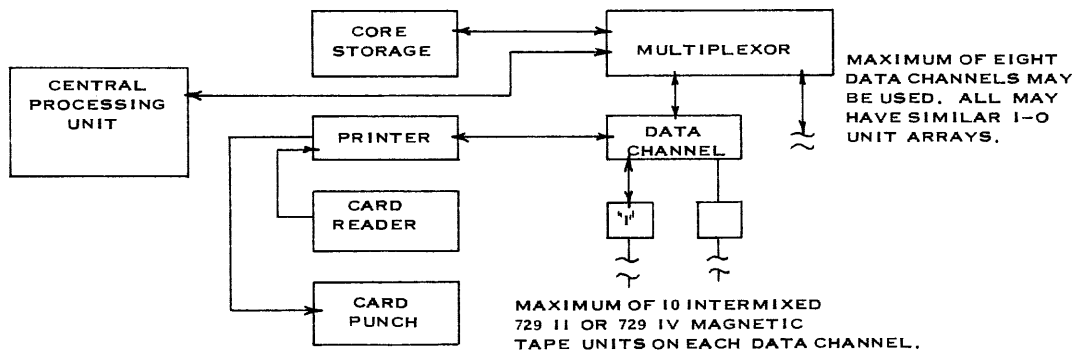 CORE
STORAGE
MULTIPLEXOR
CENTRAL
PROCESSING
UNIT
MAXIMUM OF EIGHT
DATA CHANNELS MAY
BE USED. ALL MAY
HAVE SIMILAR I-O
UNIT ARRAYS.
PRINTER
DATA
CHANNEL
CARD
READER
CARD
PUNCH
MAXIMUM OF 10 INTERMIXED
729 II OR 729 IV MAGNETIC
TAPE UNITS ON EACH DATA CHANNEL.